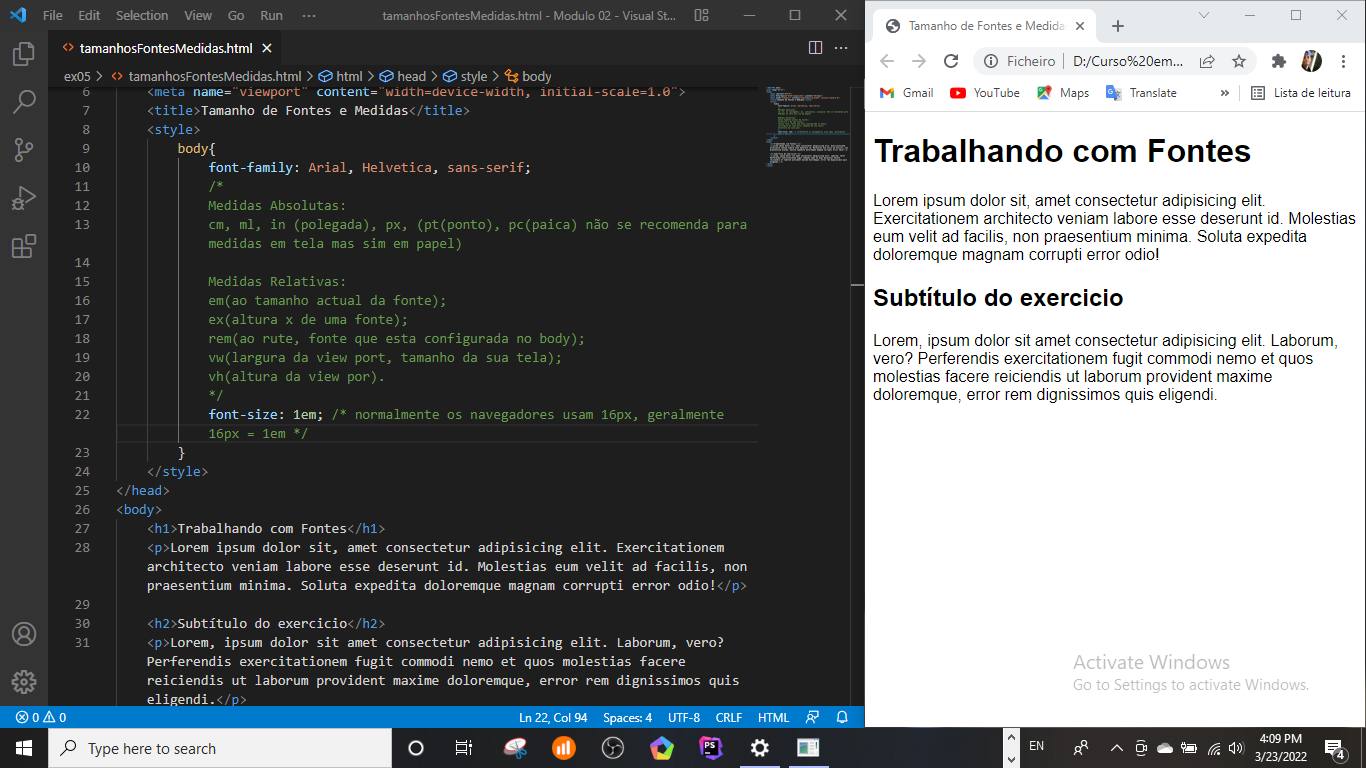 File Edit Selection View Go Run ··· tamanhosFontesMedidas.html - Modulo 02 - Visual St...
tamanhosFontesMedidas.html
ex05 > tamanhosFontesMedidas.html > html > head > style > body
6 <meta name="viewport" content="width=device-width, initial-scale=1.0">
7 <title>Tamanho de Fontes e Medidas</title>
8 <style>
9 body{
10 font-family: Arial, Helvetica, sans-serif;
11 /*
12 Medidas Absolutas:
13 cm, ml, in (polegada), px, (pt(ponto), pc(paica) não se recomenda para
medidas em tela mas sim em papel)
14
15 Medidas Relativas:
16 em(ao tamanho actual da fonte);
17 ex(altura x de uma fonte);
18 rem(ao rute, fonte que esta configurada no body);
19 vw(largura da view port, tamanho da sua tela);
20 vh(altura da view por).
21 */
22 font-size: 1em; /* normalmente os navegadores usam 16px, geralmente
16px = 1em */
23 }
24 </style>
25 </head>
26 <body>
27 <h1>Trabalhando com Fontes</h1>
28 <p>Lorem ipsum dolor sit, amet consectetur adipisicing elit. Exercitationem
architecto veniam labore esse deserunt id. Molestias eum velit ad facilis, non
praesentium minima. Soluta expedita doloremque magnam corrupti error odio!</p>
29
30 <h2>Subtítulo do exercicio</h2>
31 <p>Lorem, ipsum dolor sit amet consectetur adipisicing elit. Laborum, vero?
Perferendis exercitationem fugit commodi nemo et quos molestias facere
reiciendis ut laborum provident maxime doloremque, error rem dignissimos quis
eligendi.</p>
0 0 Ln 22, Col 94 Spaces: 4 UTF-8 CRLF HTML
Tamanho de Fontes e Medida
Ficheiro D:/Curso%20em...
Gmail YouTube Maps Translate » Lista de leitura
Trabalhando com Fontes
Lorem ipsum dolor sit, amet consectetur adipisicing elit.
Exercitationem architecto veniam labore esse deserunt id. Molestias
eum velit ad facilis, non praesentium minima. Soluta expedita
doloremque magnam corrupti error odio!
Subtítulo do exercicio
Lorem, ipsum dolor sit amet consectetur adipisicing elit. Laborum,
vero? Perferendis exercitationem fugit commodi nemo et quos
molestias facere reiciendis ut laborum provident maxime
doloremque, error rem dignissimos quis eligendi.
Activate Windows
Go to Settings to activate Windows.
Type here to search
PS
EN
4:09 PM
3/23/2022
4